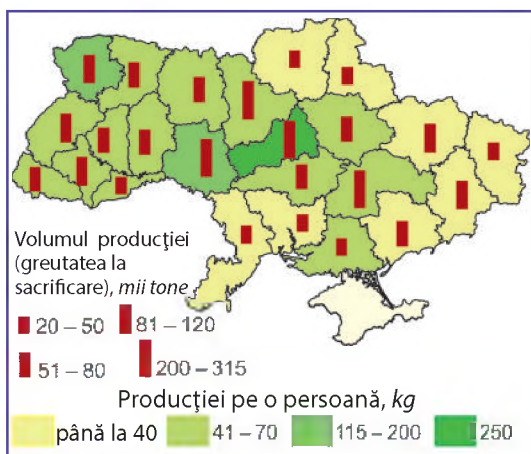 Volumul producţiei
(greutatea la
sacrificare), mii tone
20 – 50 81 – 120
51 – 80 200 – 315
Producţiei pe o persoană, kg
până la 40 41 – 70 115 – 200 250